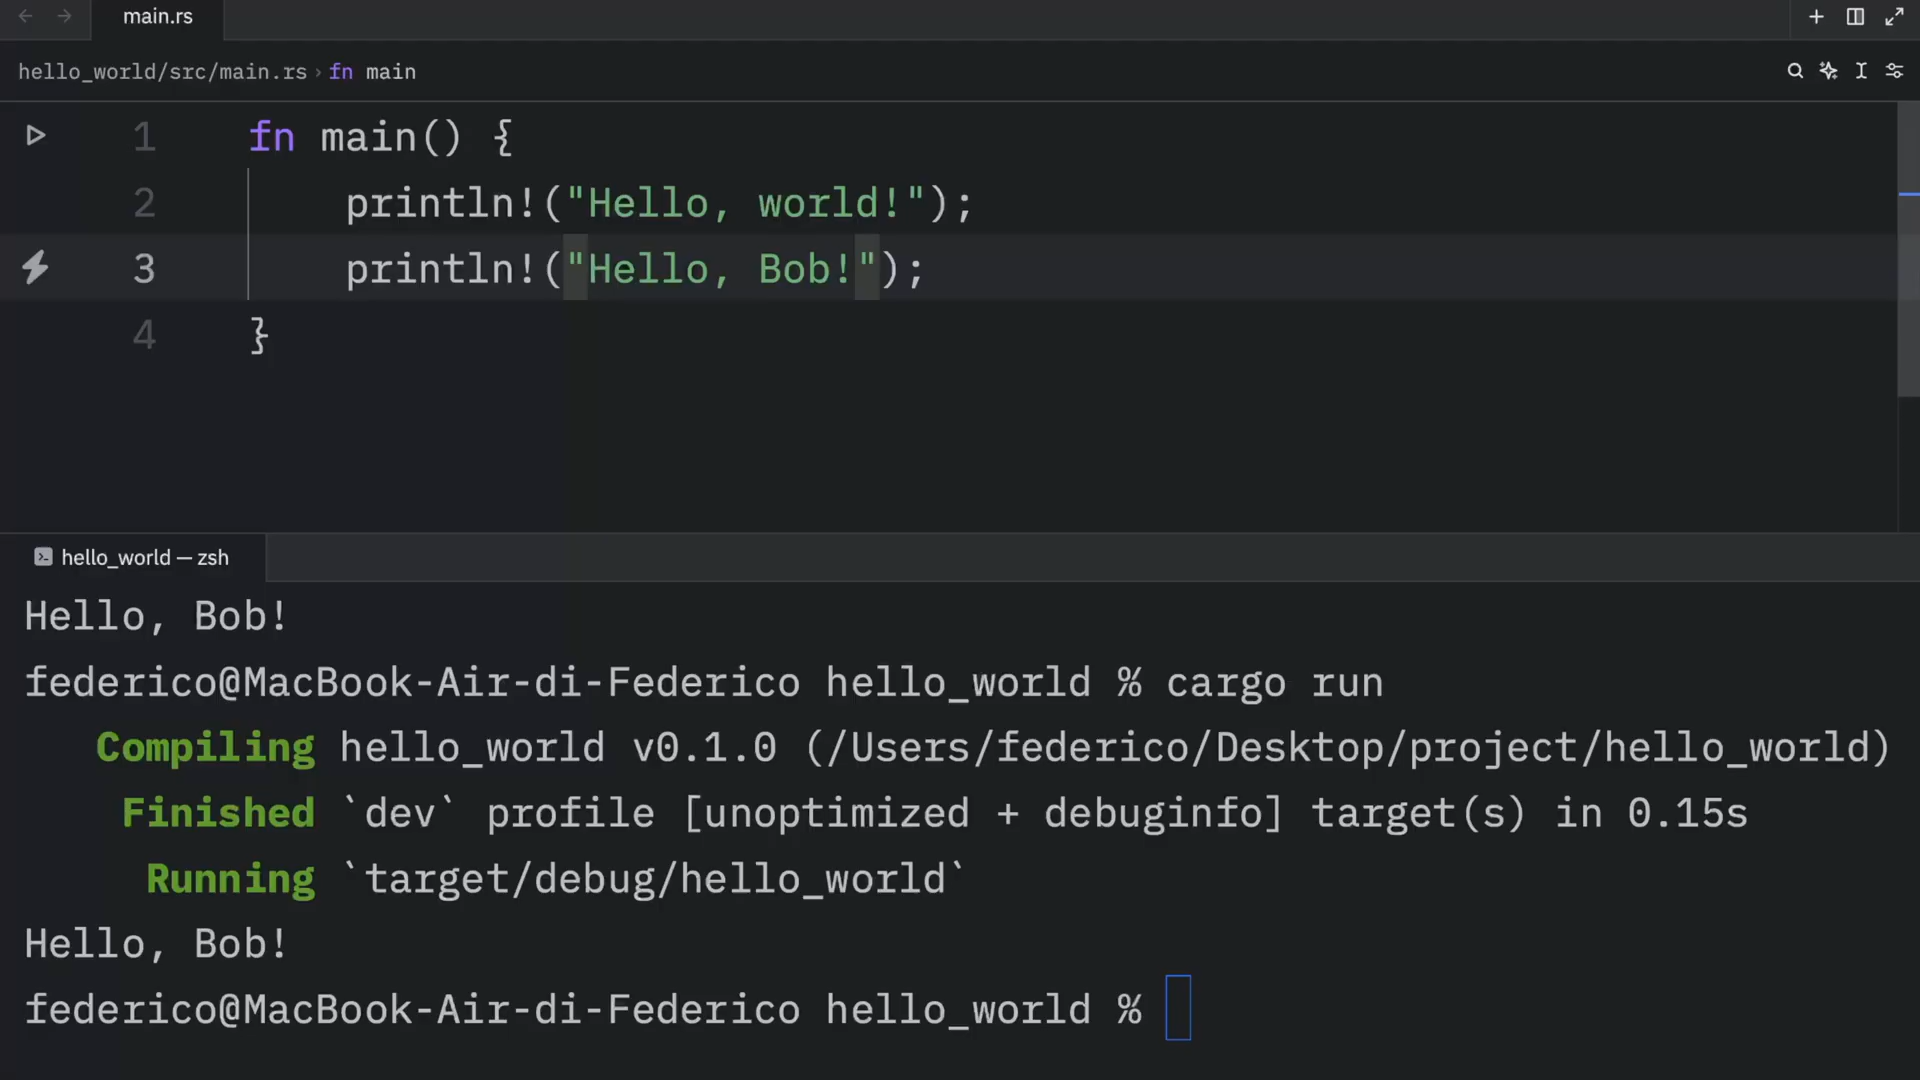 main.rs
hello_world/src/main.rs › fn main
1 fn main() {
2 println!("Hello, world!");
3 println!("Hello, Bob!");
4 }
hello_world — zsh
Hello, Bob!
federico@MacBook-Air-di-Federico hello_world % cargo run
Compiling hello_world v0.1.0 (/Users/federico/Desktop/project/hello_world)
Finished `dev` profile [unoptimized + debuginfo] target(s) in 0.15s
Running `target/debug/hello_world`
Hello, Bob!
federico@MacBook-Air-di-Federico hello_world %